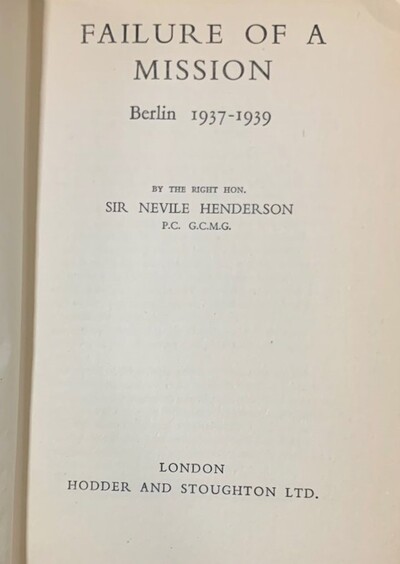 FAILURE OF A
MISSION
Berlin 1937-1939
BY THE RIGHT HON.
SIR NEVILE HENDERSON
P.C. G.C.M.G.
LONDON
HODDER AND STOUGHTON LTD.